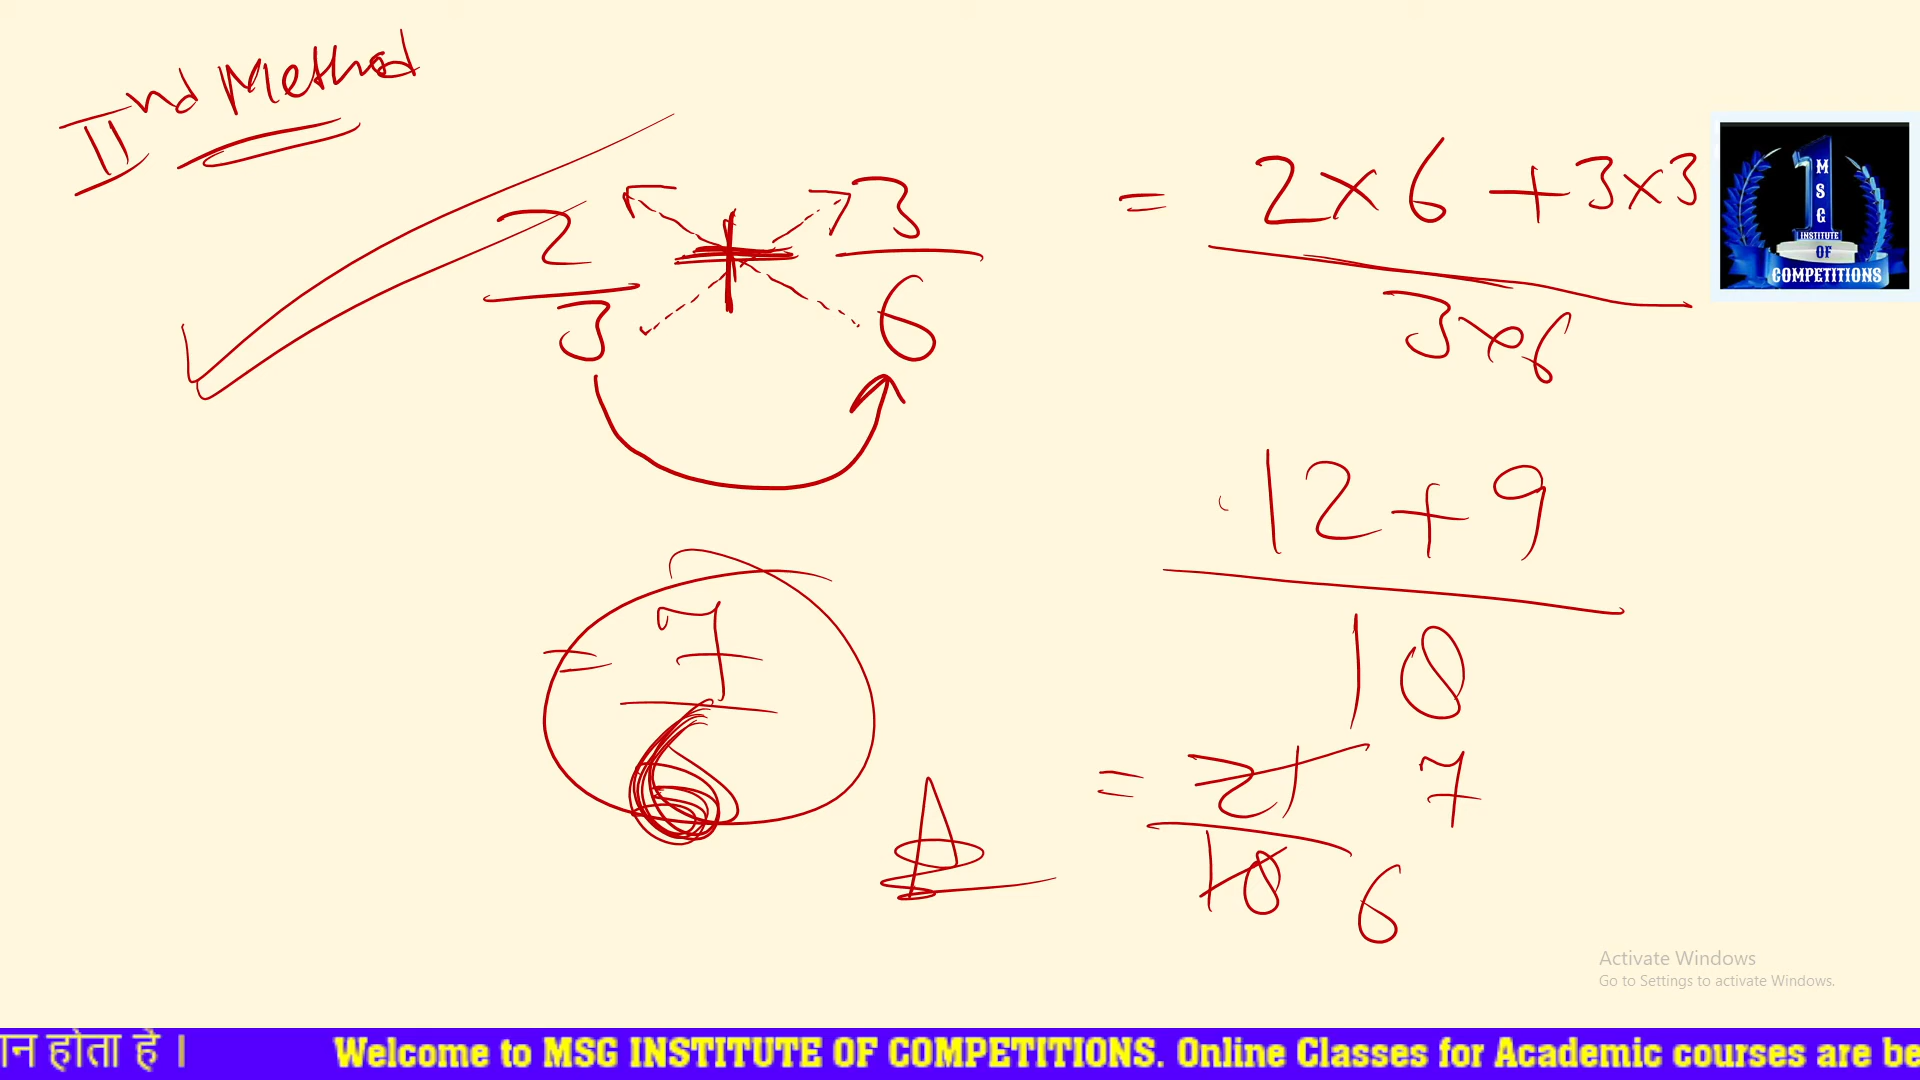 IInd Method
2/3 + 3/6
= 2×6 + 3×3
3×6
12+9
18
= 21 7
18 6
= 7/6
A
1
MSG
INSTITUTE
OF
COMPETITIONS
Activate Windows
Go to Settings to activate Windows.
ान होता है । Welcome to MSG INSTITUTE OF COMPETITIONS. Online Classes for Academic courses are be